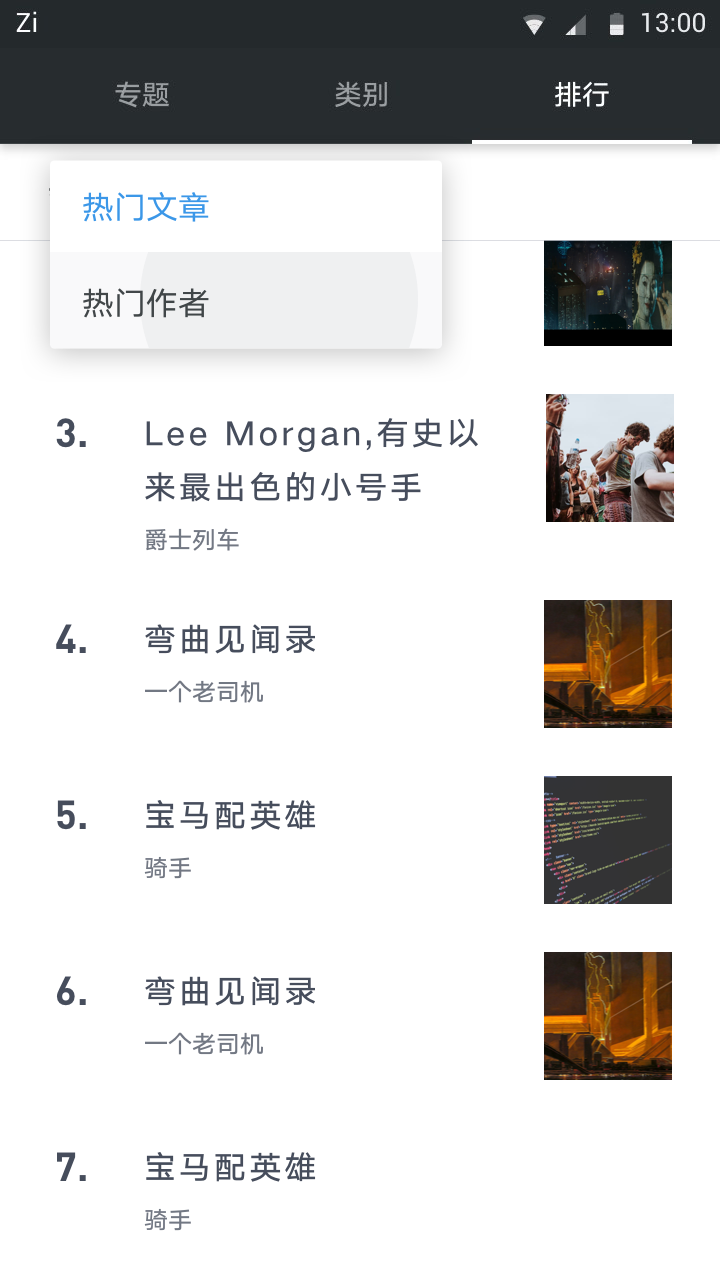 Zi
13:00
专题
类别
排行
热门文章
热门作者
3.
Lee Morgan,有史以
来最出色的小号手
爵士列车
4.
弯曲见闻录
一个老司机
5.
宝马配英雄
骑手
6.
弯曲见闻录
一个老司机
7.
宝马配英雄
骑手